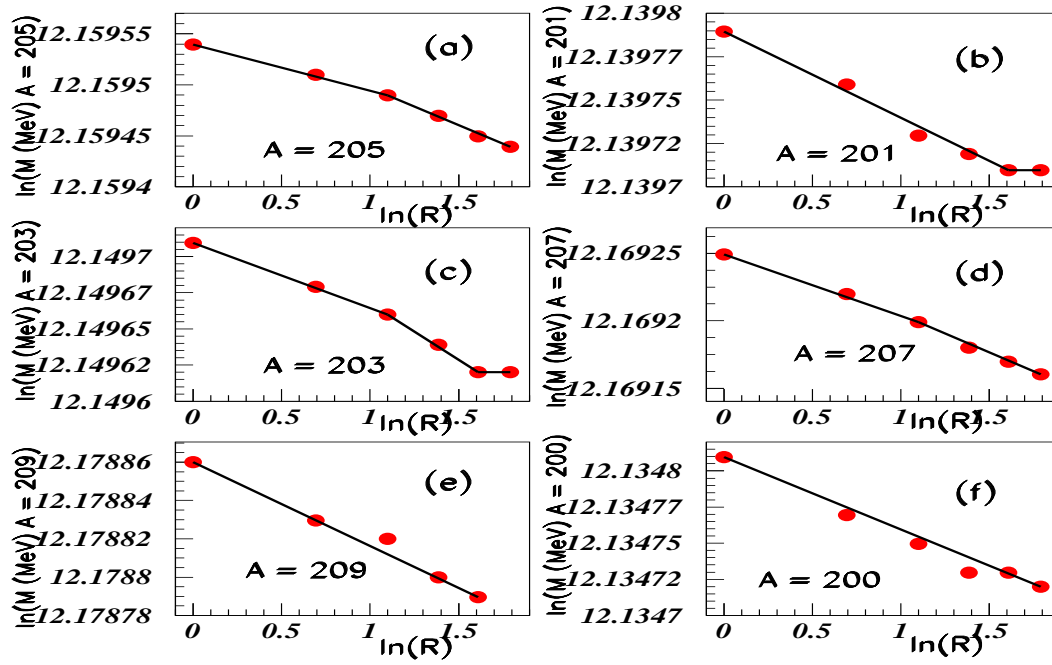 ln(M (MeV) A = 205)
12.15955
12.1595
12.15945
12.1594
(a)
A = 205
0 0.5 1 1.5
ln(R)
ln(M (MeV) A = 201)
12.1398
12.13977
12.13975
12.13972
12.1397
(b)
A = 201
0 0.5 1 1.5
ln(R)
ln(M (MeV) A = 203)
12.1497
12.14967
12.14965
12.14962
12.1496
(c)
A = 203
0 0.5 1 1.5
ln(R)
ln(M (MeV) A = 207)
12.16925
12.1692
12.16915
(d)
A = 207
0 0.5 1 1.5
ln(R)
ln(M (MeV) A = 209)
12.17886
12.17884
12.17882
12.1788
12.17878
(e)
A = 209
0 0.5 1 1.5
ln(R)
ln(M (MeV) A = 200)
12.1348
12.13477
12.13475
12.13472
12.1347
(f)
A = 200
0 0.5 1 1.5
ln(R)